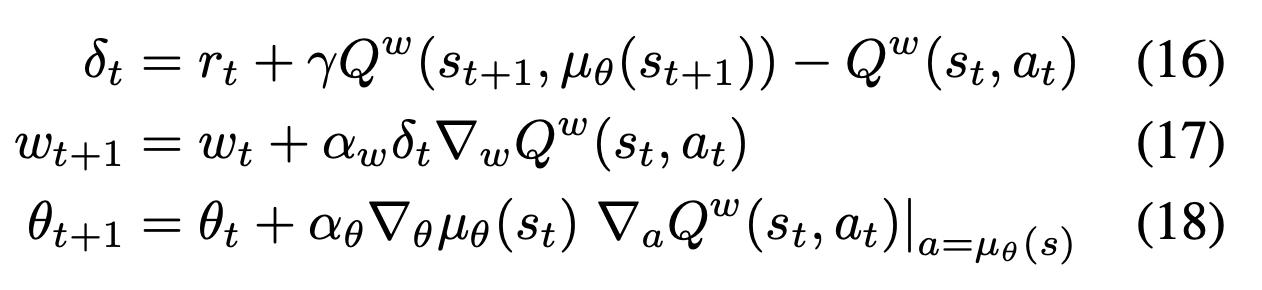 δ_t = r_t + γQ^w(s_{t+1}, μ_θ(s_{t+1})) − Q^w(s_t, a_t) (16)
w_{t+1} = w_t + α_w δ_t ∇_w Q^w(s_t, a_t) (17)
θ_{t+1} = θ_t + α_θ ∇_θ μ_θ(s_t) ∇_a Q^w(s_t, a_t)|_{a=μ_θ(s)} (18)